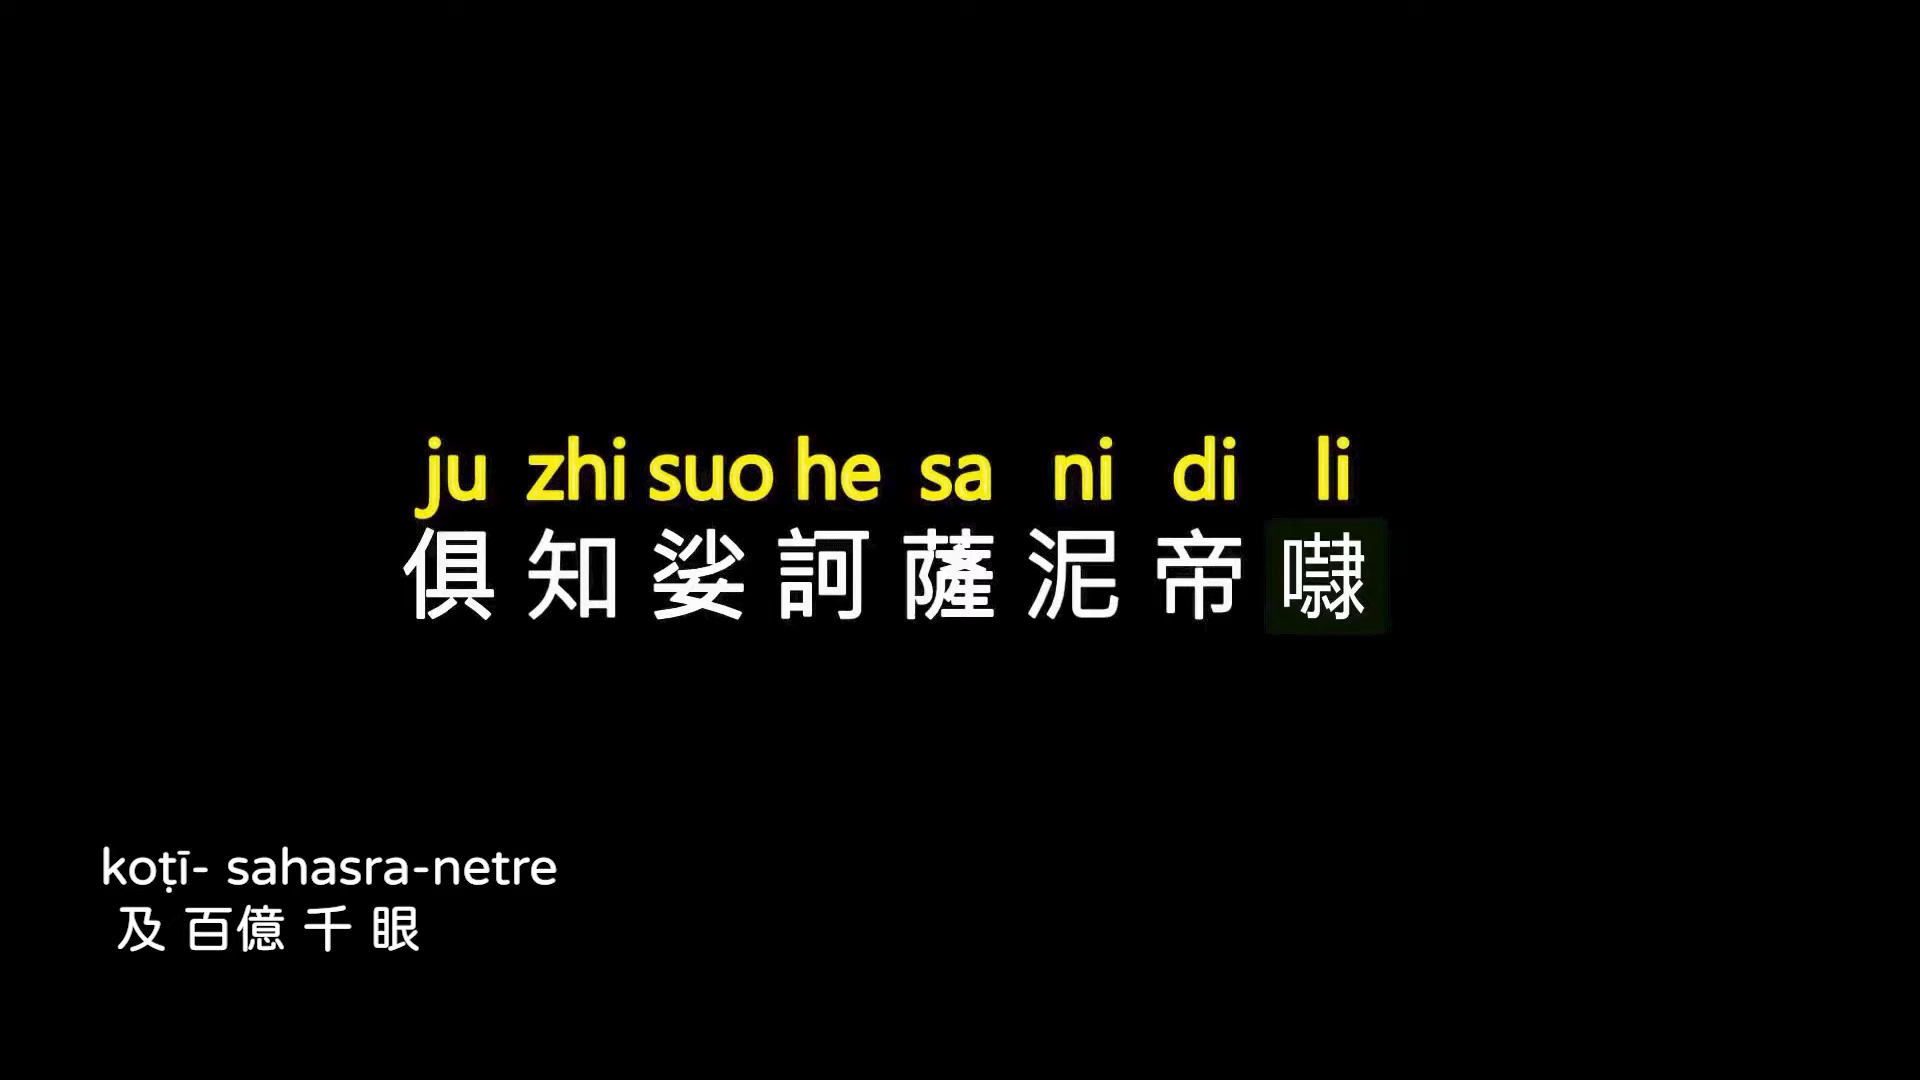 ju zhi suo he sa ni di li
俱知娑訶薩泥帝㘑
koṭī- sahasra-netre
及 百億 千 眼